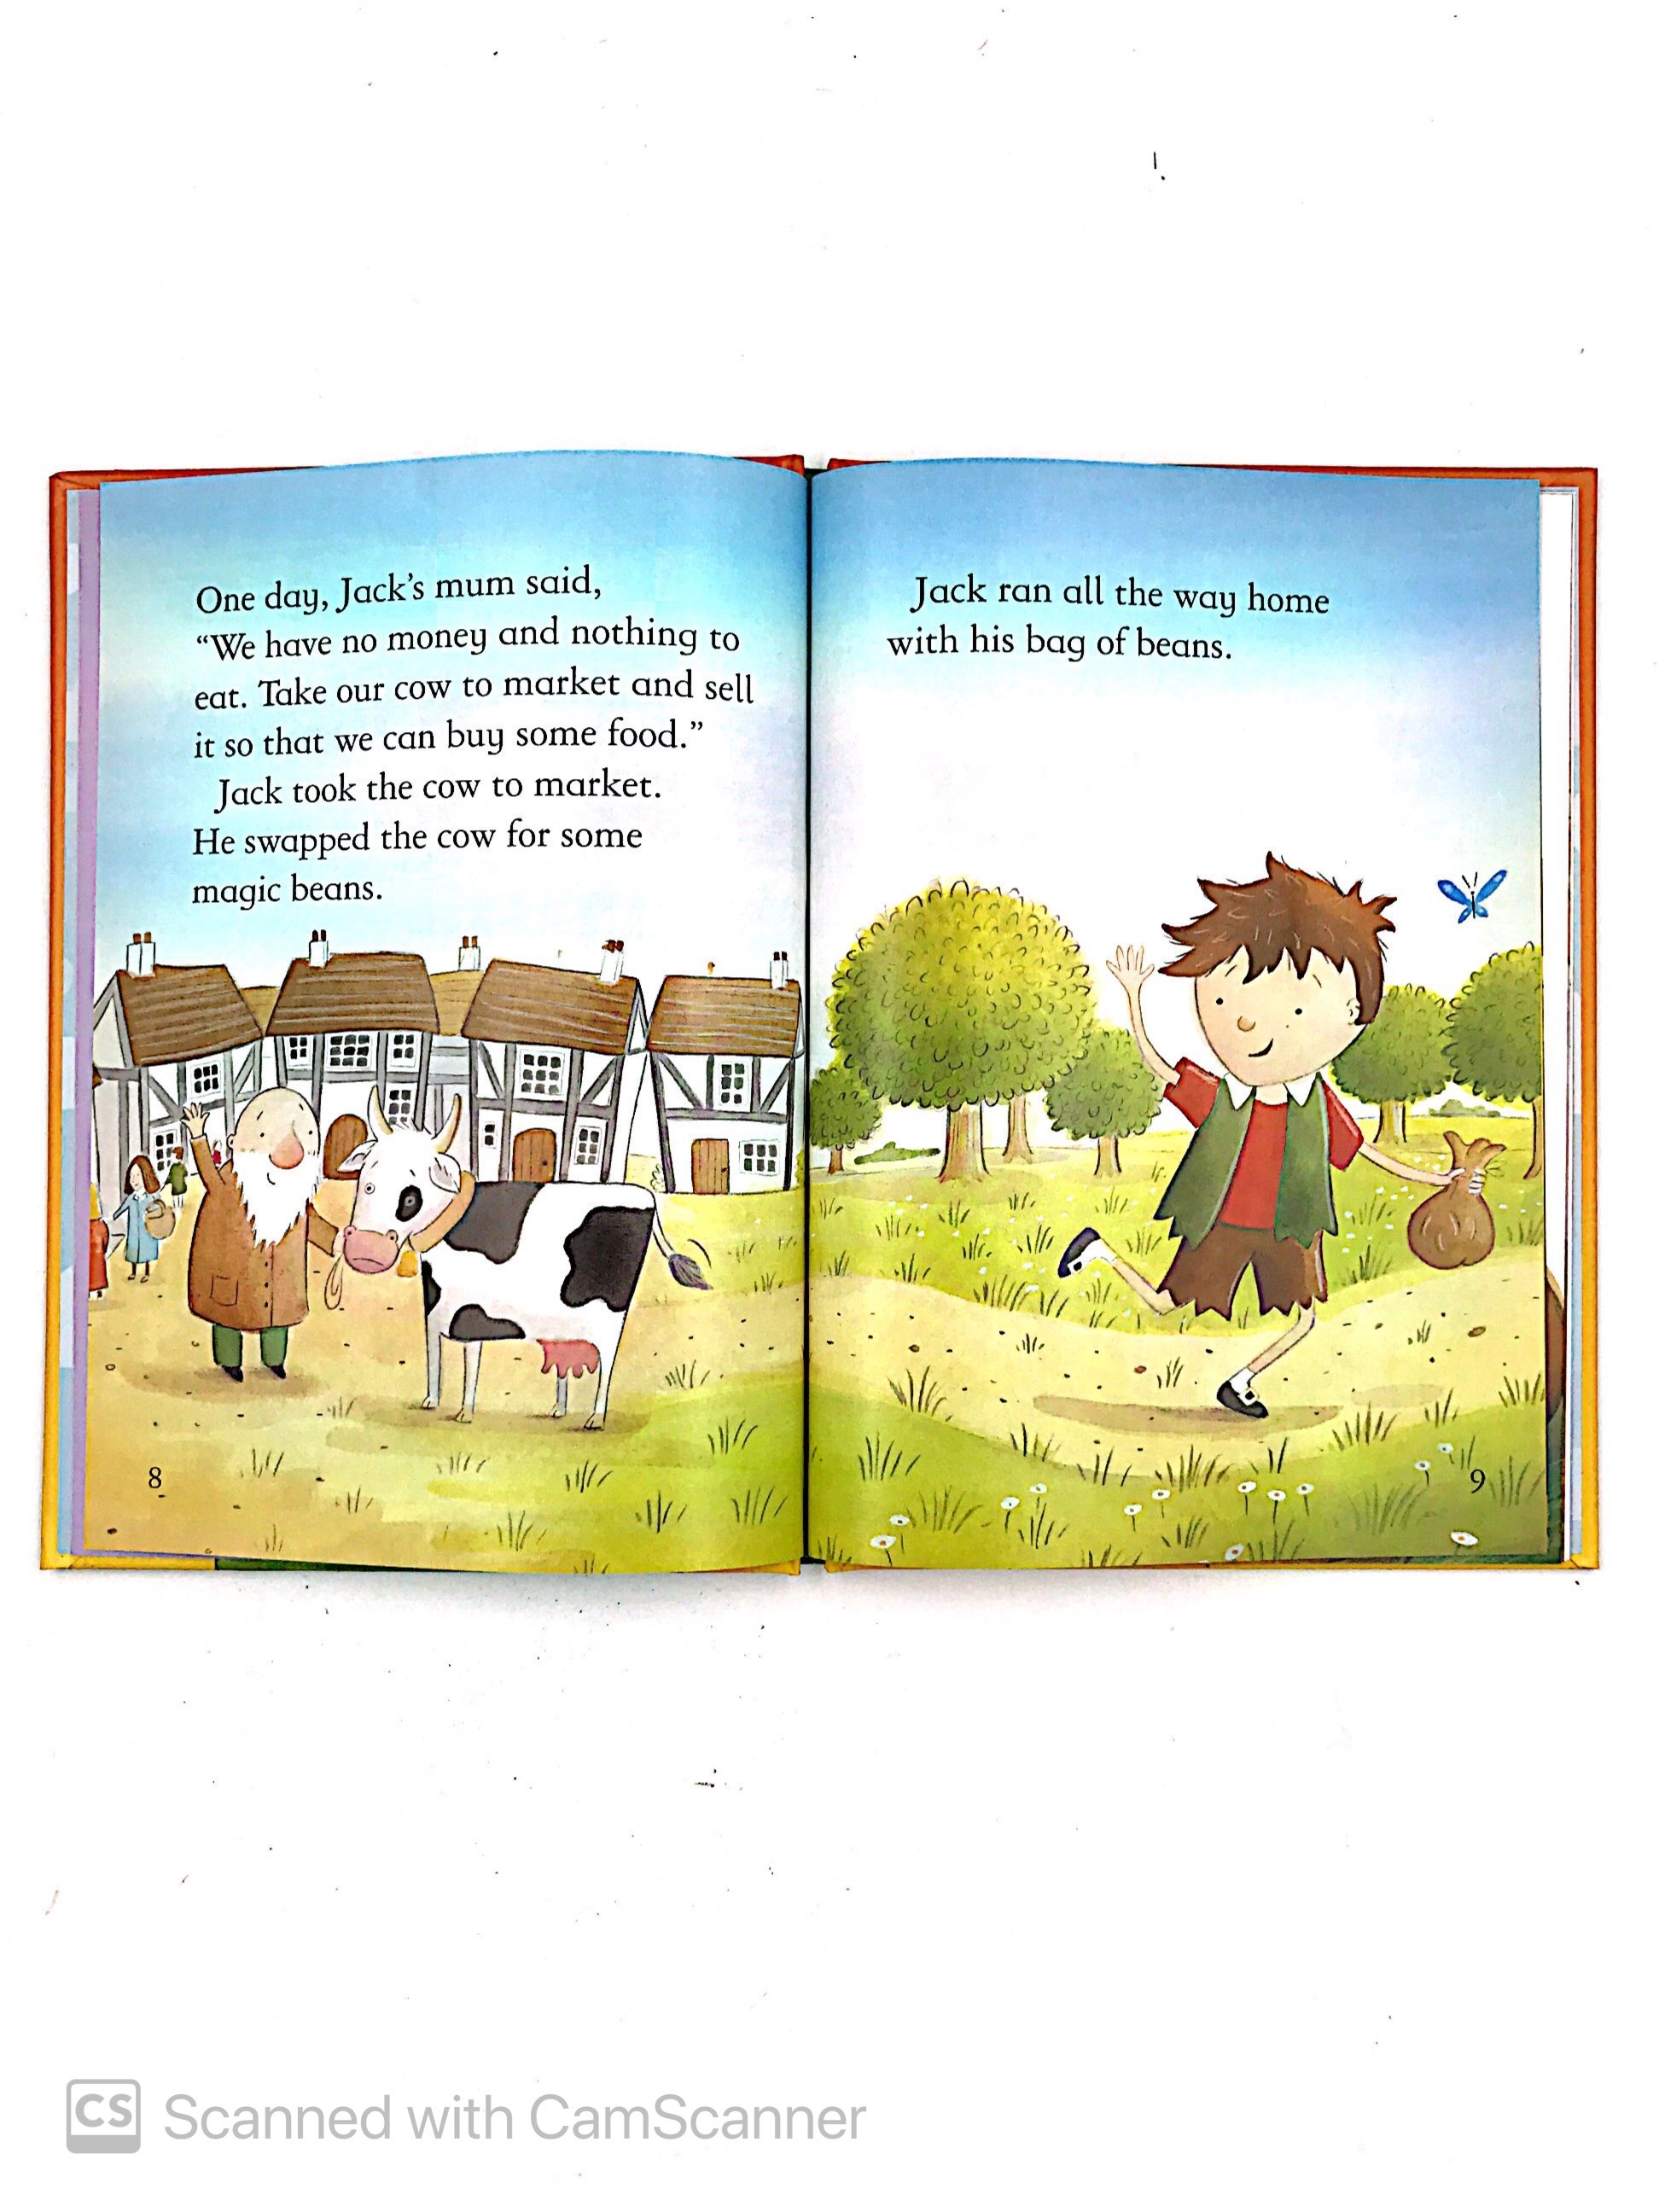 One day, Jack’s mum said,
“We have no money and nothing to
eat. Take our cow to market and sell
it so that we can buy some food.”
Jack took the cow to market.
He swapped the cow for some
magic beans.
8
Jack ran all the way home
with his bag of beans.
9
CS Scanned with CamScanner